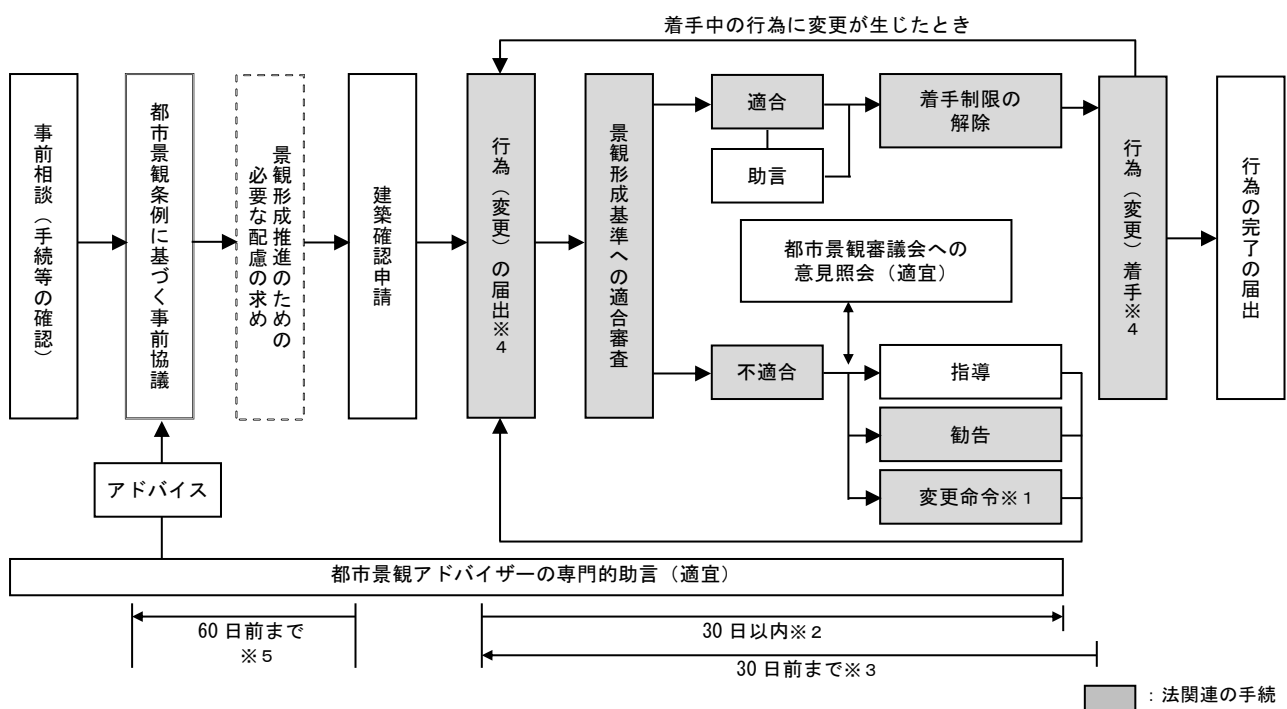 着手中の行為に変更が生じたとき
事前相談（手続等の確認）
都市景観条例に基づく事前協議
景観形成推進のための
必要な配慮の求め
建築確認申請
行為（変更）の届出※４
景観形成基準への適合審査
適合
助言
着手制限の
解除
都市景観審議会への
意見照会（適宜）
不適合
指導
勧告
変更命令※１
行為（変更）着手※４
行為の完了の届出
アドバイス
都市景観アドバイザーの専門的助言（適宜）
60 日前まで
※５
30 日以内※２
30 日前まで※３
：法関連の手続